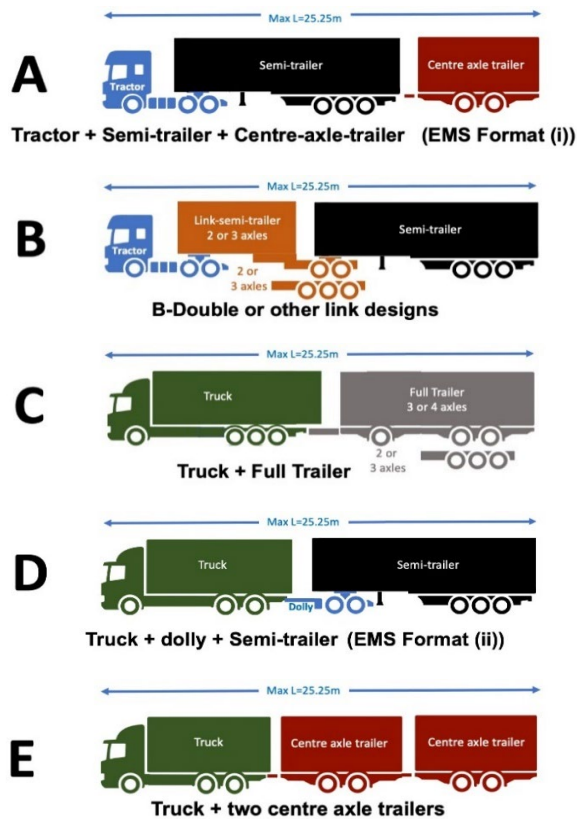 Max L=25.25m
A
Tractor
Semi-trailer
Centre axle trailer
Tractor + Semi-trailer + Centre-axle-trailer (EMS Format (i))
Max L=25.25m
B
Tractor
Link-semi-trailer
2 or 3 axles
Semi-trailer
2 or
3 axles
B-Double or other link designs
Max L=25.25m
C
Truck
Full Trailer
3 or 4 axles
2 or
3 axles
Truck + Full Trailer
Max L=25.25m
D
Truck
Dolly
Semi-trailer
Truck + dolly + Semi-trailer (EMS Format (ii))
Max L=25.25m
E
Truck
Centre axle trailer
Centre axle trailer
Truck + two centre axle trailers